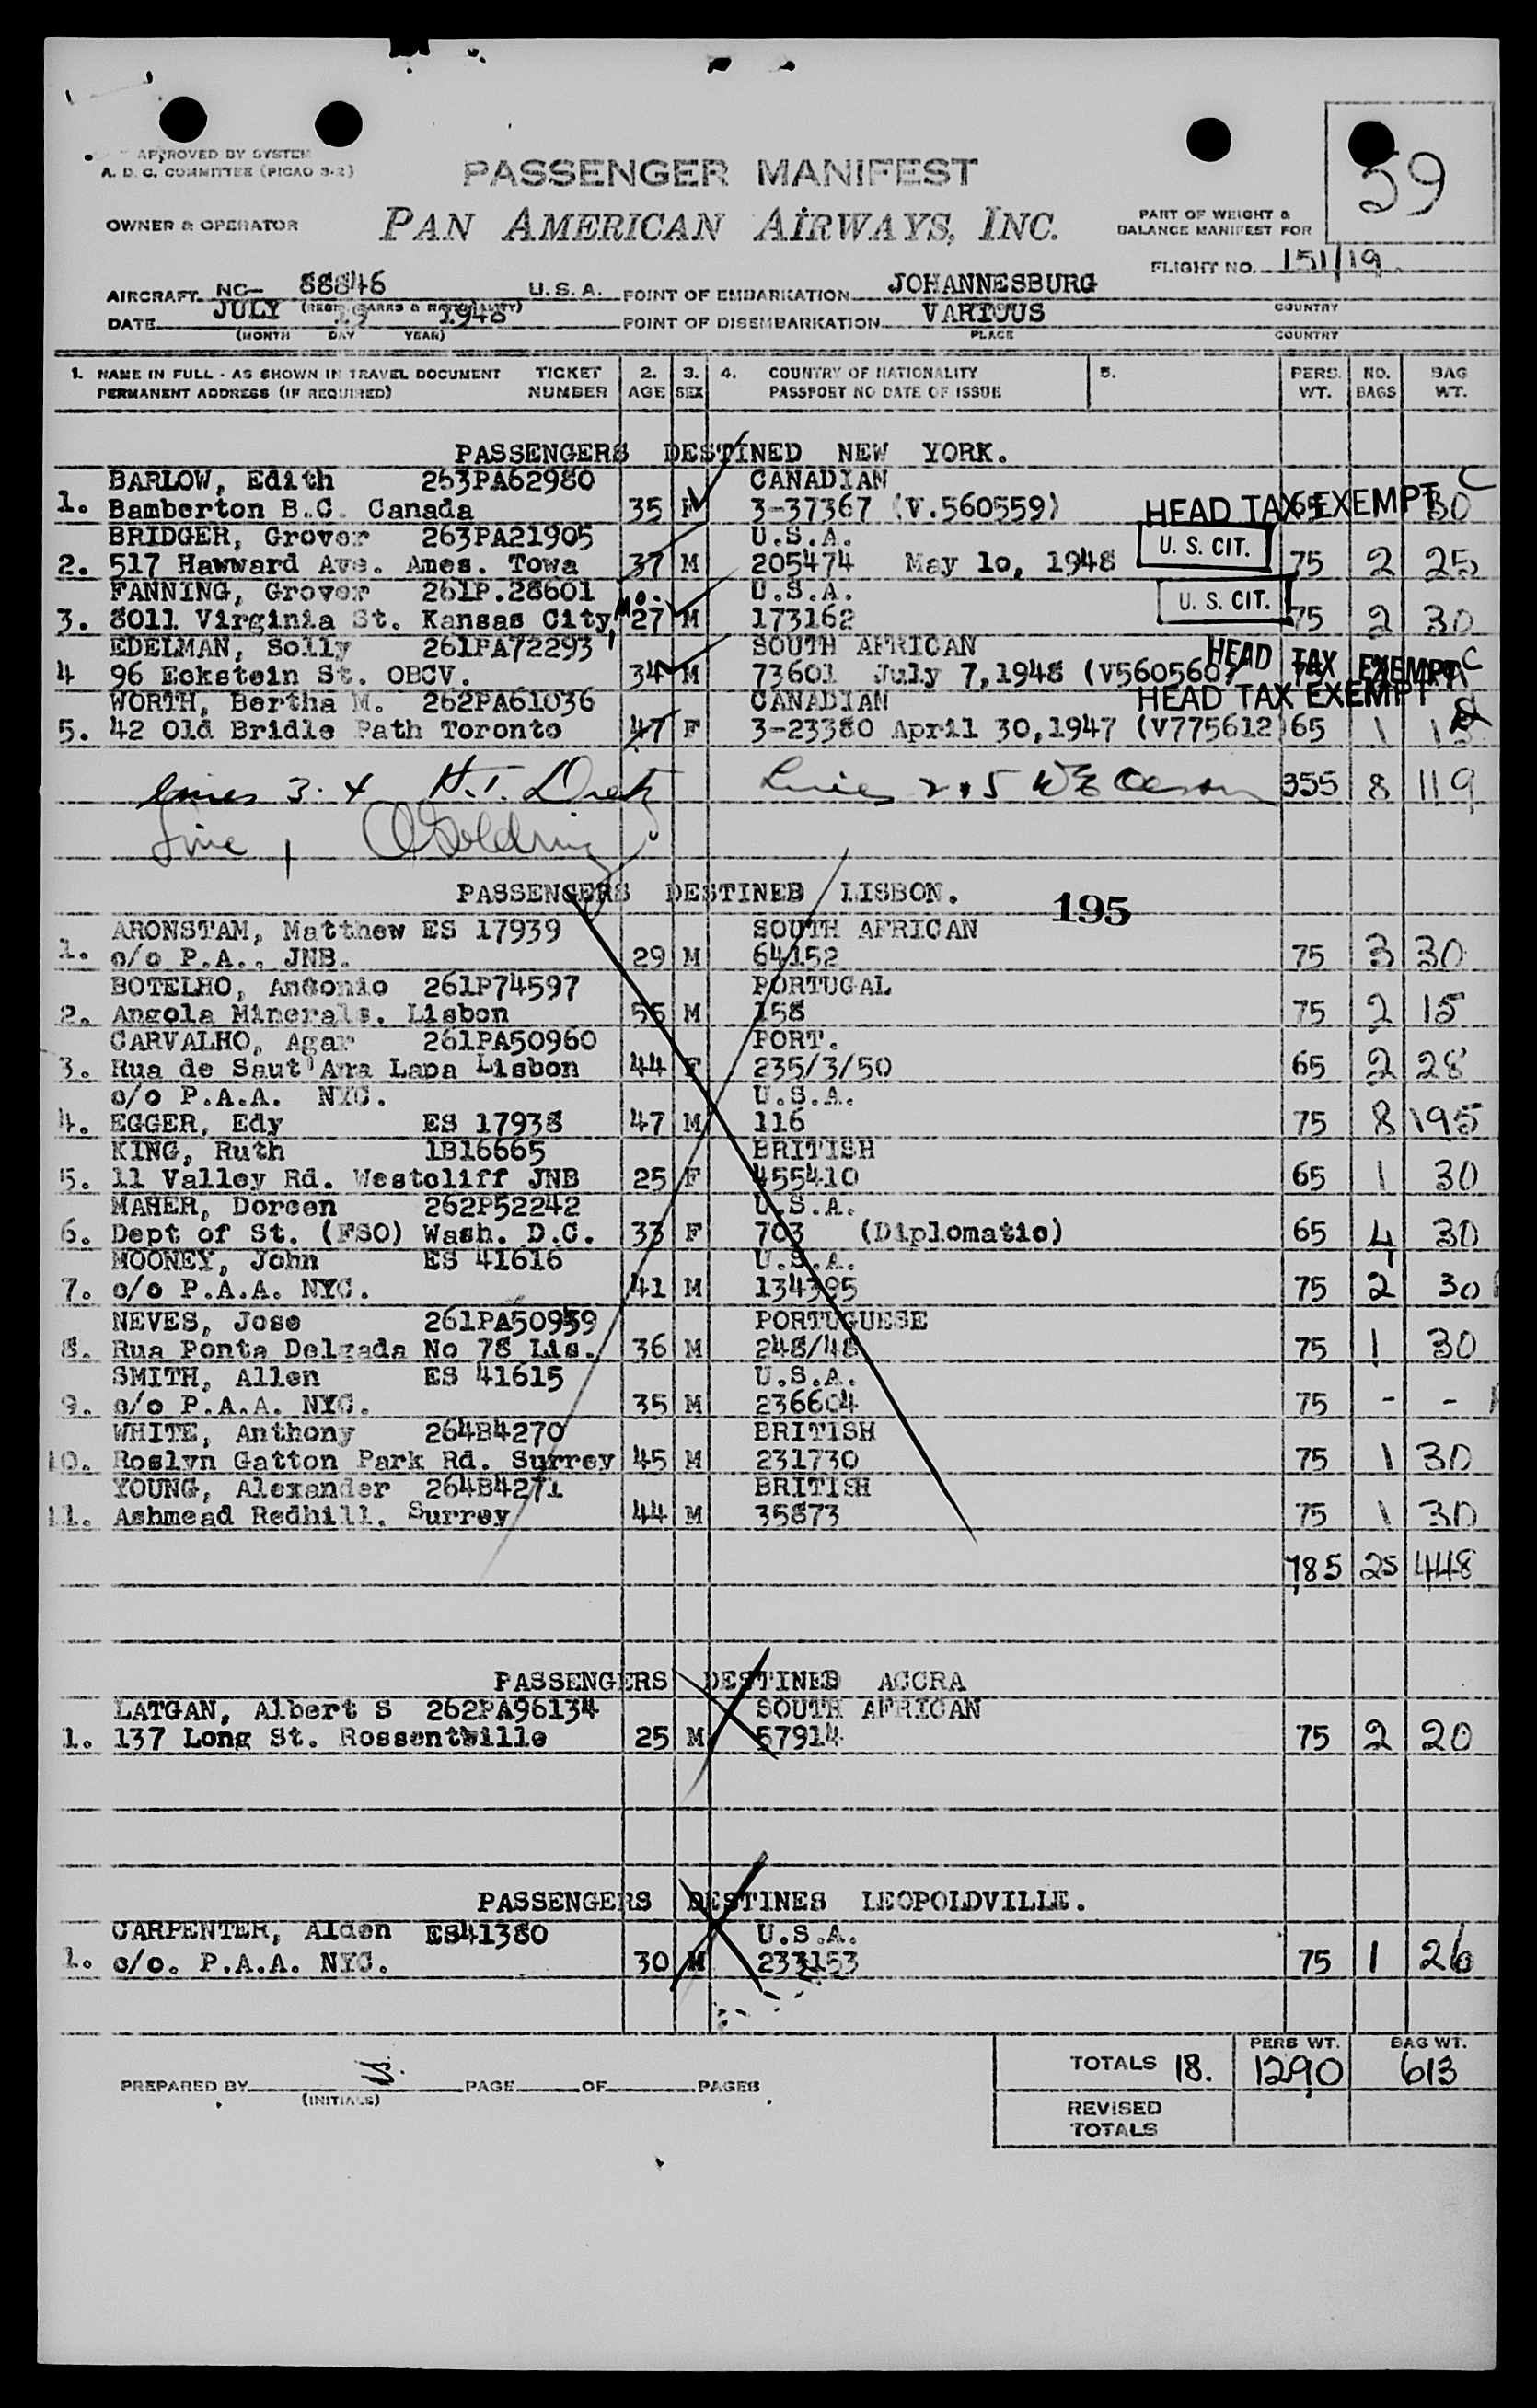 APPROVED BY SYSTEM
A. D. C. COMMITTEE (PICAO 3-2)
PASSENGER MANIFEST
59
OWNER & OPERATOR
PAN AMERICAN AIRWAYS, INC.
PART OF WEIGHT &
BALANCE MANIFEST FOR
FLIGHT NO. 151/19
AIRCRAFT NC- 88846 U.S.A. POINT OF EMBARKATION JOHANNESBURG
COUNTRY
DATE JULY 19 1948 POINT OF DISEMBARKATION VARIOUS
(MONTH DAY YEAR) PLACE COUNTRY
1. NAME IN FULL - AS SHOWN IN TRAVEL DOCUMENT TICKET 2. 3. 4. COUNTRY OF NATIONALITY 5. PERS. NO. BAG
PERMANENT ADDRESS (IF REQUIRED) NUMBER AGE SEX PASSPORT NO DATE OF ISSUE WT. BAGS WT.
PASSENGERS DESTINED NEW YORK.
BARLOW, Edith 263PA62980 CANADIAN C
1. Bamberton B.C. Canada 35 F 3-37367 (V.560559) HEAD TAX EXEMPT 65 30
BRIDGER, Grover 263PA21905 U.S.A.
2. 517 Hawward Ave. Ames. Towa 37 M 205474 May 10, 1948 U. S. CIT. 75 2 25
FANNING, Grover 261P.28601 U.S.A.
3. 8011 Virginia St. Kansas City, Mo. 27 M 173162 U. S. CIT. 75 2 30
EDELMAN, Solly 261PA72293 SOUTH AFRICAN
4 96 Eckstein St. OBCV. 34 M 73601 July 7,1948 (V560560) HEAD TAX EXEMPT C
WORTH, Bertha M. 262PA61036 CANADIAN HEAD TAX EXEMPT
5. 42 Old Bridle Path Toronto 47 F 3-23380 April 30,1947 (V775612) 65 1
Lines 3. 4 H.T. Lines 2 & 5 355 8 119
Line 1
PASSENGERS DESTINED LISBON.
195
ARONSTAM, Matthew ES 17939 SOUTH AFRICAN
1. c/o P.A.. JNB. 29 M 64152 75 3 30
BOTELHO, Antonio 261P74597 PORTUGAL
2. Angola Minerals. Lisbon 56 M 158 75 2 15
CARVALHO, Agar 261PA50960 PORT.
3. Rua de Saut'Ana Lapa Lisbon 44 F 235/3/50 65 2 28
c/o P.A.A. NYC. U.S.A.
4. EGGER, Edy ES 17938 47 M 116 75 8 195
KING, Ruth 1B16665 BRITISH
5. 11 Valley Rd. Westcliff JNB 25 F 455410 65 1 30
MAHER, Doreen 262P52242 U.S.A.
6. Dept of St. (FSO) Wash. D.C. 33 F 703 (Diplomatic) 65 4 30
MOONEY, John ES 41616 U.S.A.
7. c/o P.A.A. NYC. 41 M 134395 75 2 30
NEVES, Jose 261PA50959 PORTUGUESE
8. Rua Ponta Delgada No 78 Lis. 36 M 248/48 75 1 30
SMITH, Allen ES 41615 U.S.A.
9. c/o P.A.A. NYC. 35 M 236604 75 - -
WHITE, Anthony 264B4270 BRITISH
10. Roslyn Gatton Park Rd. Surrey 45 M 231730 75 1 30
YOUNG, Alexander 264B4271 BRITISH
11. Ashmead Redhill. Surrey 44 M 35873 75 1 30
785 25 448
PASSENGERS DESTINED ACCRA
LATGAN, Albert S 262PA96134 SOUTH AFRICAN
1. 137 Long St. Rossentville 25 M 57914 75 2 20
PASSENGERS DESTINES LEOPOLDVILLE.
CARPENTER, Alden ES41380 U.S.A.
1. c/o. P.A.A. NYC. 30 M 233153 75 1 26
PERS WT. BAG WT.
TOTALS 18. 1290 613
PREPARED BY S. PAGE OF PAGES
(INITIALS)
REVISED
TOTALS